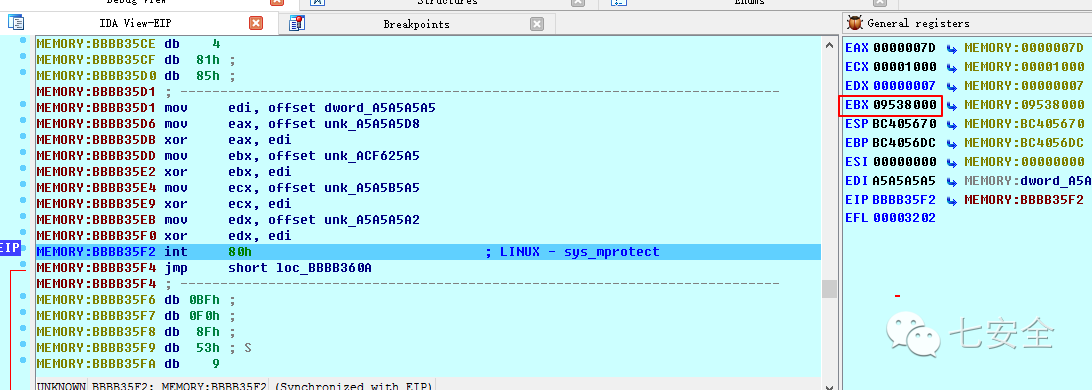 Debug View
Structures
Enums
IDA View-EIP
Breakpoints
General registers
MEMORY:BBBB35CE db 4
MEMORY:BBBB35CF db 81h ;
MEMORY:BBBB35D0 db 85h ;
MEMORY:BBBB35D1 ; ---------------------------------------------------------------------------
MEMORY:BBBB35D1 mov edi, offset dword_A5A5A5A5
MEMORY:BBBB35D6 mov eax, offset unk_A5A5A5D8
MEMORY:BBBB35DB xor eax, edi
MEMORY:BBBB35DD mov ebx, offset unk_ACF625A5
MEMORY:BBBB35E2 xor ebx, edi
MEMORY:BBBB35E4 mov ecx, offset unk_A5A5B5A5
MEMORY:BBBB35E9 xor ecx, edi
MEMORY:BBBB35EB mov edx, offset unk_A5A5A5A2
MEMORY:BBBB35F0 xor edx, edi
EIP MEMORY:BBBB35F2 int 80h ; LINUX - sys_mprotect
MEMORY:BBBB35F4 jmp short loc_BBBB360A
MEMORY:BBBB35F4 ; ---------------------------------------------------------------------------
MEMORY:BBBB35F6 db 0BFh ;
MEMORY:BBBB35F7 db 0F0h ;
MEMORY:BBBB35F8 db 8Fh ;
MEMORY:BBBB35F9 db 53h ; S
MEMORY:BBBB35FA db 9
UNKNOWN BBBB35F2: MEMORY:BBBB35F2 (Synchronized with EIP)
EAX 0000007D MEMORY:0000007D
ECX 00001000 MEMORY:00001000
EDX 00000007 MEMORY:00000007
EBX 09538000 MEMORY:09538000
ESP BC405670 MEMORY:BC405670
EBP BC4056DC MEMORY:BC4056DC
ESI 00000000 MEMORY:00000000
EDI A5A5A5A5 MEMORY:dword_A5A
EIP BBBB35F2 MEMORY:BBBB35F2
EFL 00003202
七安全